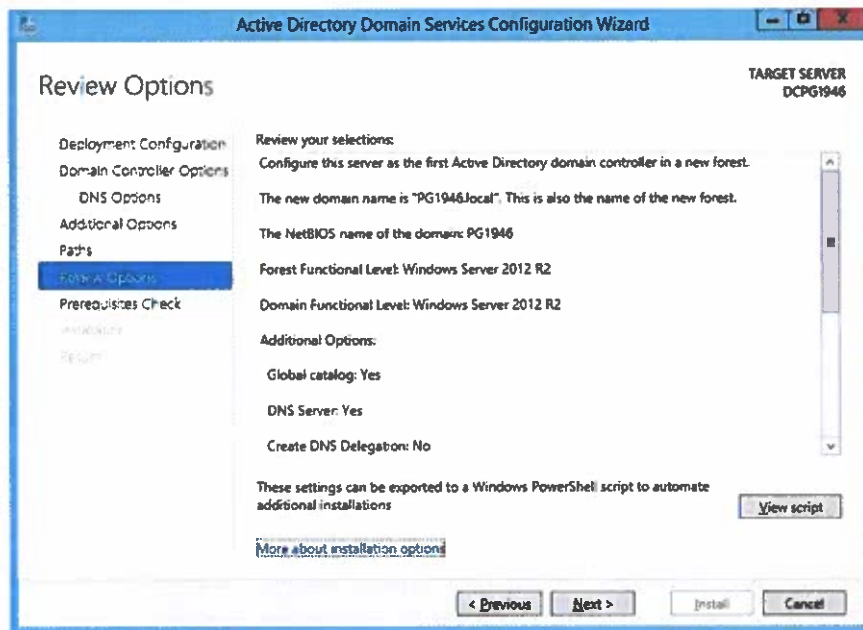 Active Directory Domain Services Configuration Wizard
Review Options
TARGET SERVER
DCPG1946
Deployment Configuration
Domain Controller Options
DNS Options
Additional Options
Paths
Review Options
Prerequisites Check
Installation
Results
Review your selections:
Configure this server as the first Active Directory domain controller in a new forest.
The new domain name is "PG1946.local". This is also the name of the new forest.
The NetBIOS name of the domain: PG1946
Forest Functional Level: Windows Server 2012 R2
Domain Functional Level: Windows Server 2012 R2
Additional Options:
Global catalog: Yes
DNS Server: Yes
Create DNS Delegation: No
These settings can be exported to a Windows PowerShell script to automate
additional installations
View script
More about installation options
< Previous
Next >
Install
Cancel